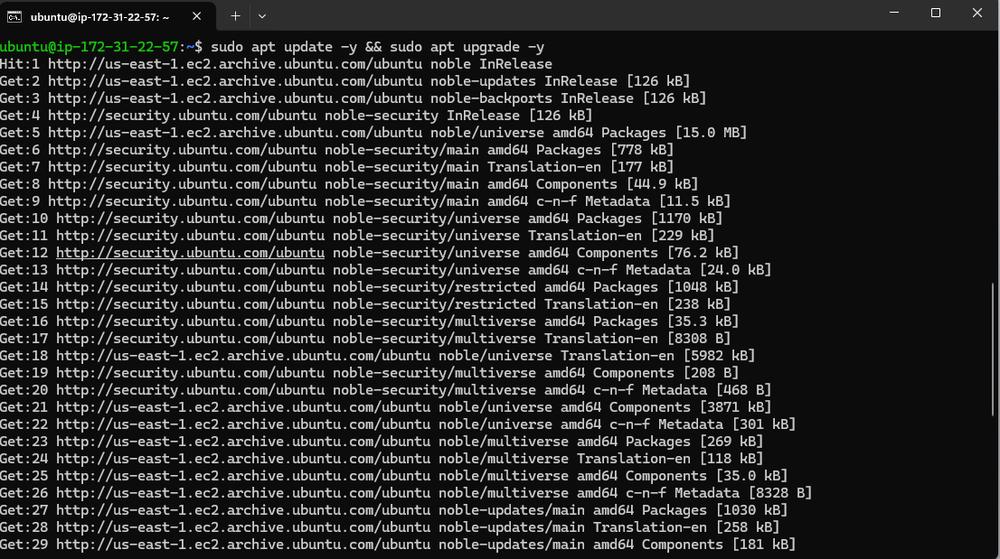 ubuntu@ip-172-31-22-57: ~
ubuntu@ip-172-31-22-57:~$ sudo apt update -y && sudo apt upgrade -y
Hit:1 http://us-east-1.ec2.archive.ubuntu.com/ubuntu noble InRelease
Get:2 http://us-east-1.ec2.archive.ubuntu.com/ubuntu noble-updates InRelease [126 kB]
Get:3 http://us-east-1.ec2.archive.ubuntu.com/ubuntu noble-backports InRelease [126 kB]
Get:4 http://security.ubuntu.com/ubuntu noble-security InRelease [126 kB]
Get:5 http://us-east-1.ec2.archive.ubuntu.com/ubuntu noble/universe amd64 Packages [15.0 MB]
Get:6 http://security.ubuntu.com/ubuntu noble-security/main amd64 Packages [778 kB]
Get:7 http://security.ubuntu.com/ubuntu noble-security/main Translation-en [177 kB]
Get:8 http://security.ubuntu.com/ubuntu noble-security/main amd64 Components [44.9 kB]
Get:9 http://security.ubuntu.com/ubuntu noble-security/main amd64 c-n-f Metadata [11.5 kB]
Get:10 http://security.ubuntu.com/ubuntu noble-security/universe amd64 Packages [1170 kB]
Get:11 http://security.ubuntu.com/ubuntu noble-security/universe Translation-en [229 kB]
Get:12 http://security.ubuntu.com/ubuntu noble-security/universe amd64 Components [76.2 kB]
Get:13 http://security.ubuntu.com/ubuntu noble-security/universe amd64 c-n-f Metadata [24.0 kB]
Get:14 http://security.ubuntu.com/ubuntu noble-security/restricted amd64 Packages [1048 kB]
Get:15 http://security.ubuntu.com/ubuntu noble-security/restricted Translation-en [238 kB]
Get:16 http://security.ubuntu.com/ubuntu noble-security/multiverse amd64 Packages [35.3 kB]
Get:17 http://security.ubuntu.com/ubuntu noble-security/multiverse Translation-en [8308 B]
Get:18 http://us-east-1.ec2.archive.ubuntu.com/ubuntu noble/universe Translation-en [5982 kB]
Get:19 http://security.ubuntu.com/ubuntu noble-security/multiverse amd64 Components [208 B]
Get:20 http://security.ubuntu.com/ubuntu noble-security/multiverse amd64 c-n-f Metadata [468 B]
Get:21 http://us-east-1.ec2.archive.ubuntu.com/ubuntu noble/universe amd64 Components [3871 kB]
Get:22 http://us-east-1.ec2.archive.ubuntu.com/ubuntu noble/universe amd64 c-n-f Metadata [301 kB]
Get:23 http://us-east-1.ec2.archive.ubuntu.com/ubuntu noble/multiverse amd64 Packages [269 kB]
Get:24 http://us-east-1.ec2.archive.ubuntu.com/ubuntu noble/multiverse Translation-en [118 kB]
Get:25 http://us-east-1.ec2.archive.ubuntu.com/ubuntu noble/multiverse amd64 Components [35.0 kB]
Get:26 http://us-east-1.ec2.archive.ubuntu.com/ubuntu noble/multiverse amd64 c-n-f Metadata [8328 B]
Get:27 http://us-east-1.ec2.archive.ubuntu.com/ubuntu noble-updates/main amd64 Packages [1030 kB]
Get:28 http://us-east-1.ec2.archive.ubuntu.com/ubuntu noble-updates/main Translation-en [258 kB]
Get:29 http://us-east-1.ec2.archive.ubuntu.com/ubuntu noble-updates/main amd64 Components [181 kB]